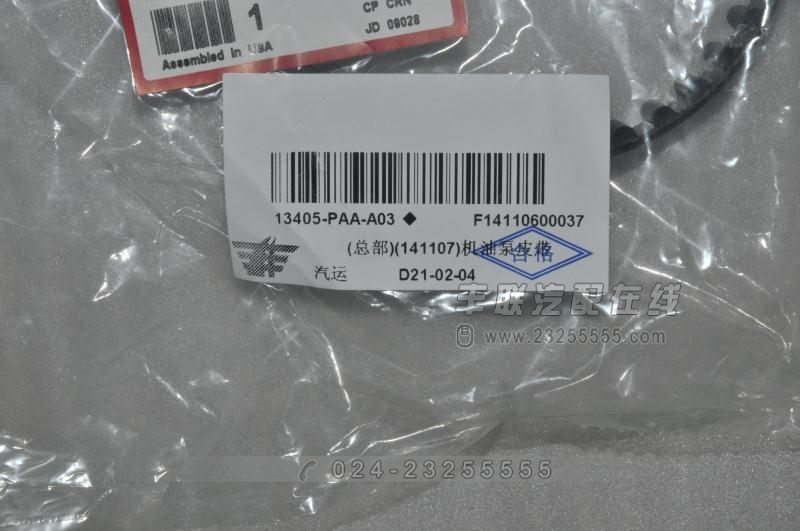 1
CP CRN
JD 09028
Assembled in USA
13405-PAA-A03 ◆ F14110600037
(总部)(141107)机油泵皮带
合格
汽运 D21-02-04
车联汽配在线
www.23255555.com
024-23255555